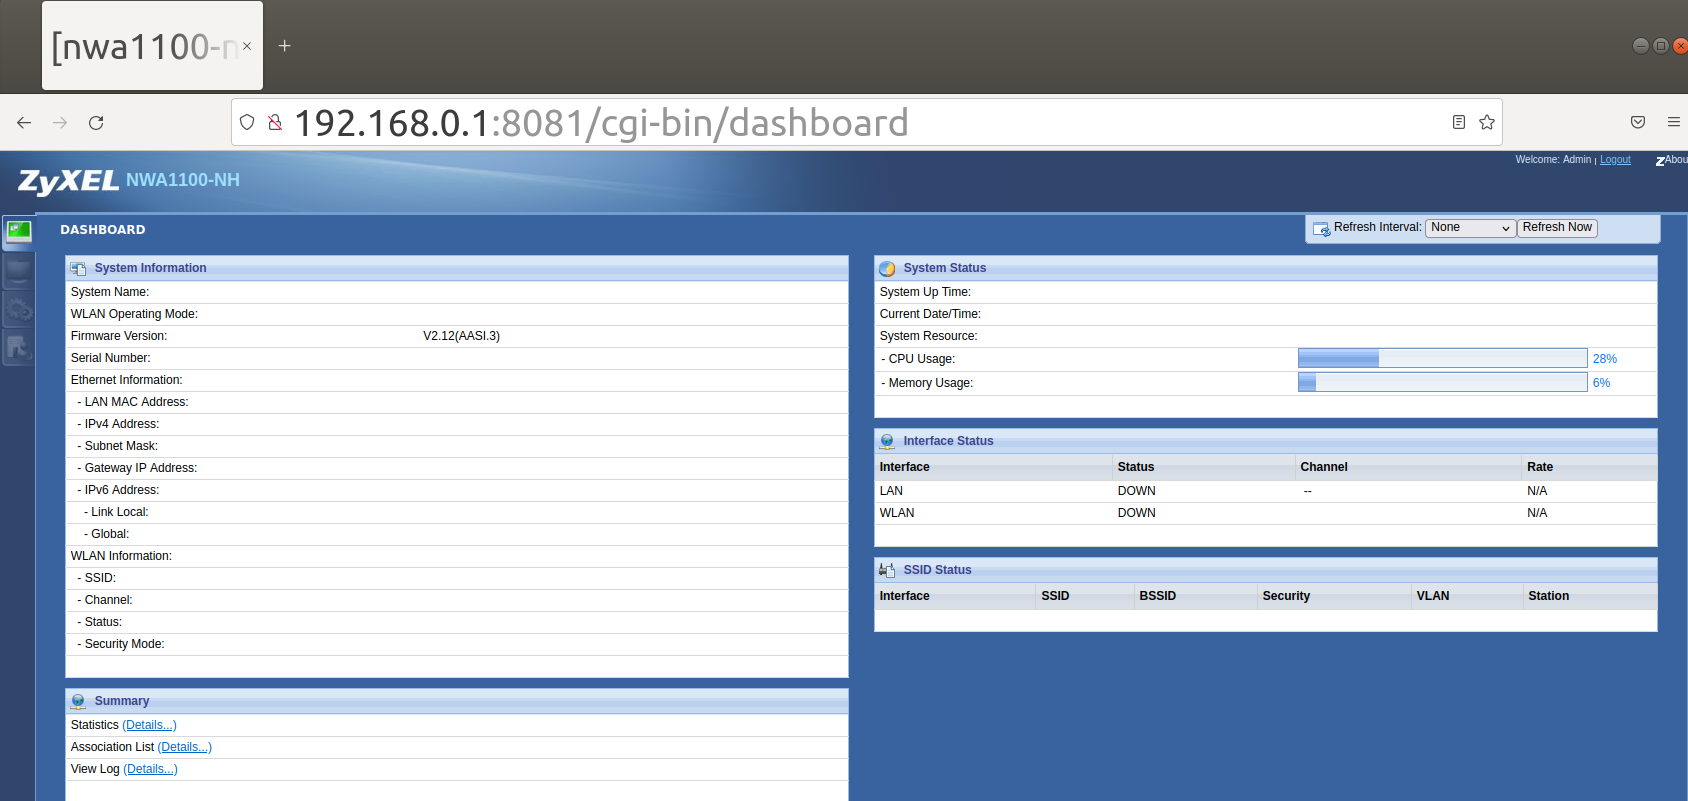 [nwa1100-n
192.168.0.1:8081/cgi-bin/dashboard
ZyXEL NWA1100-NH
Welcome: Admin | Logout
zAbou
DASHBOARD
Refresh Interval: None Refresh Now
System Information
System Name:
WLAN Operating Mode:
Firmware Version: V2.12(AASI.3)
Serial Number:
Ethernet Information:
- LAN MAC Address:
- IPv4 Address:
- Subnet Mask:
- Gateway IP Address:
- IPv6 Address:
- Link Local:
- Global:
WLAN Information:
- SSID:
- Channel:
- Status:
- Security Mode:
Summary
Statistics (Details...)
Association List (Details...)
View Log (Details...)
System Status
System Up Time:
Current Date/Time:
System Resource:
- CPU Usage: 28%
- Memory Usage: 6%
Interface Status
Interface Status Channel Rate
LAN DOWN -- N/A
WLAN DOWN N/A
SSID Status
Interface SSID BSSID Security VLAN Station